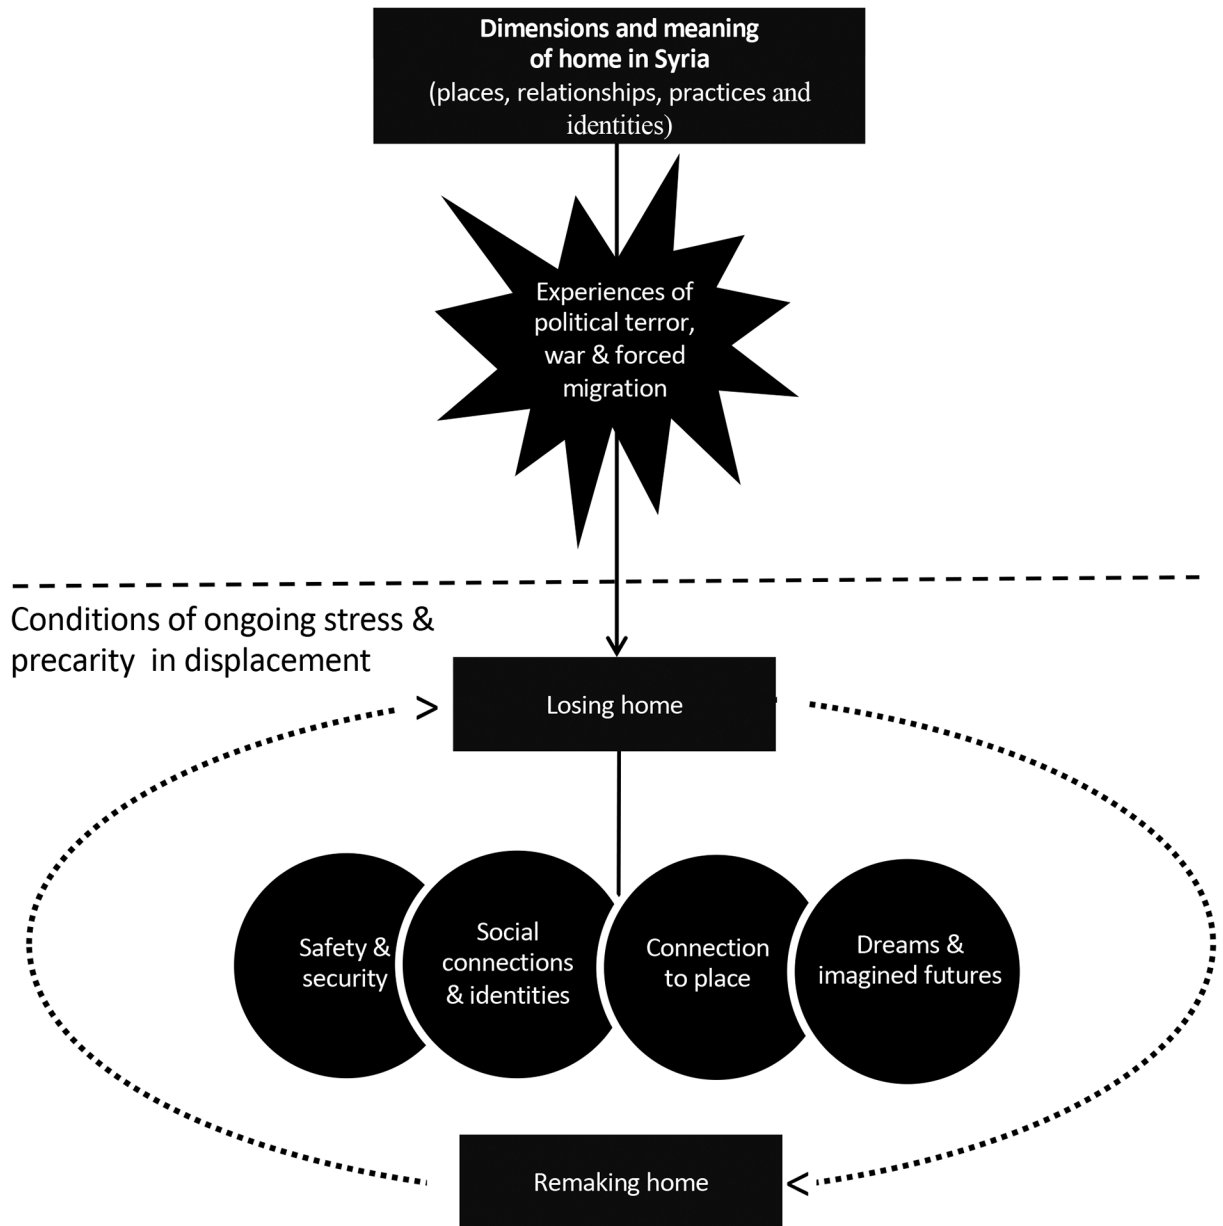 Dimensions and meaning
of home in Syria
(places, relationships, practices and
identities)
Experiences of
political terror,
war & forced
migration
Conditions of ongoing stress &
precarity in displacement
Losing home
Safety &
security
Social
connections
& identities
Connection
to place
Dreams &
imagined futures
Remaking home